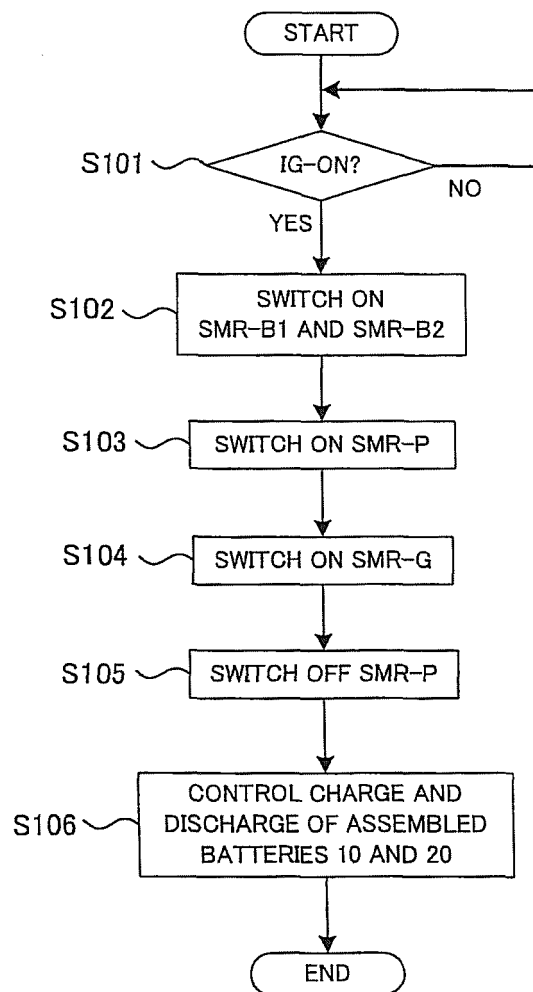 START
S101
IG-ON?
NO
YES
S102
SWITCH ON
SMR-B1 AND SMR-B2
S103
SWITCH ON SMR-P
S104
SWITCH ON SMR-G
S105
SWITCH OFF SMR-P
S106
CONTROL CHARGE AND
DISCHARGE OF ASSEMBLED
BATTERIES 10 AND 20
END